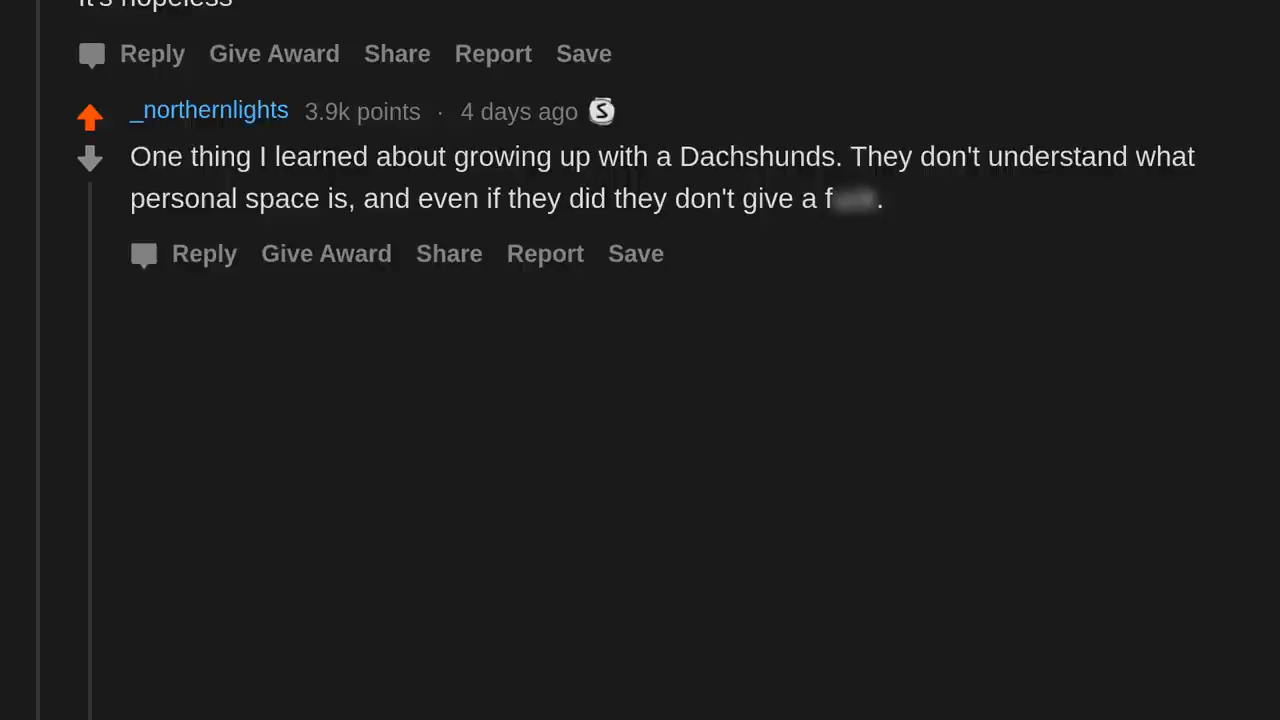 It's hopeless
Reply Give Award Share Report Save
_northernlights 3.9k points · 4 days ago S
One thing I learned about growing up with a Dachshunds. They don't understand what
personal space is, and even if they did they don't give a f .
Reply Give Award Share Report Save